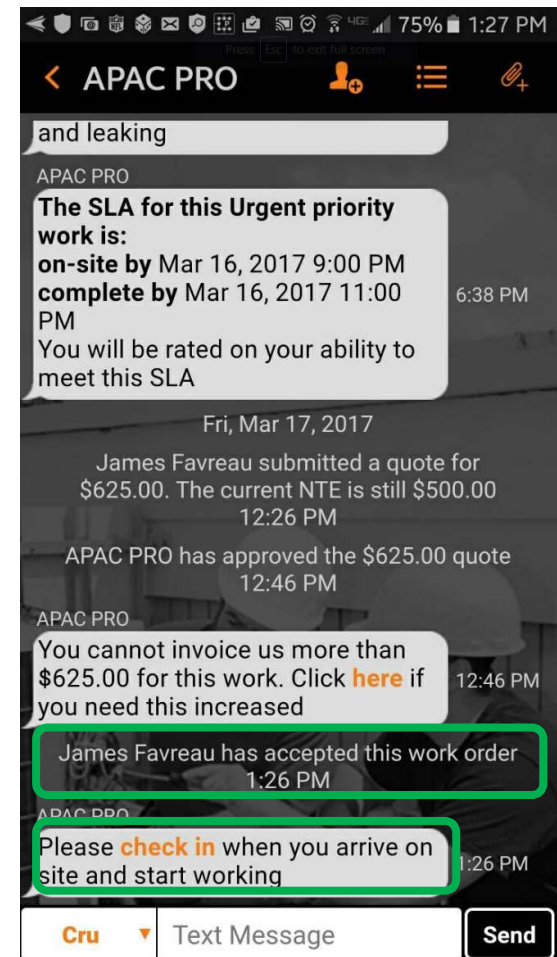 75% 1:27 PM
Press Esc to exit full screen
< APAC PRO
and leaking
APAC PRO
The SLA for this Urgent priority
work is:
on-site by Mar 16, 2017 9:00 PM
complete by Mar 16, 2017 11:00
PM
You will be rated on your ability to
meet this SLA
6:38 PM
Fri, Mar 17, 2017
James Favreau submitted a quote for
$625.00. The current NTE is still $500.00
12:26 PM
APAC PRO has approved the $625.00 quote
12:46 PM
APAC PRO
You cannot invoice us more than
$625.00 for this work. Click here if
you need this increased
12:46 PM
James Favreau has accepted this work order
1:26 PM
APAC PRO
Please check in when you arrive on
site and start working
1:26 PM
Cru ▼ Text Message Send